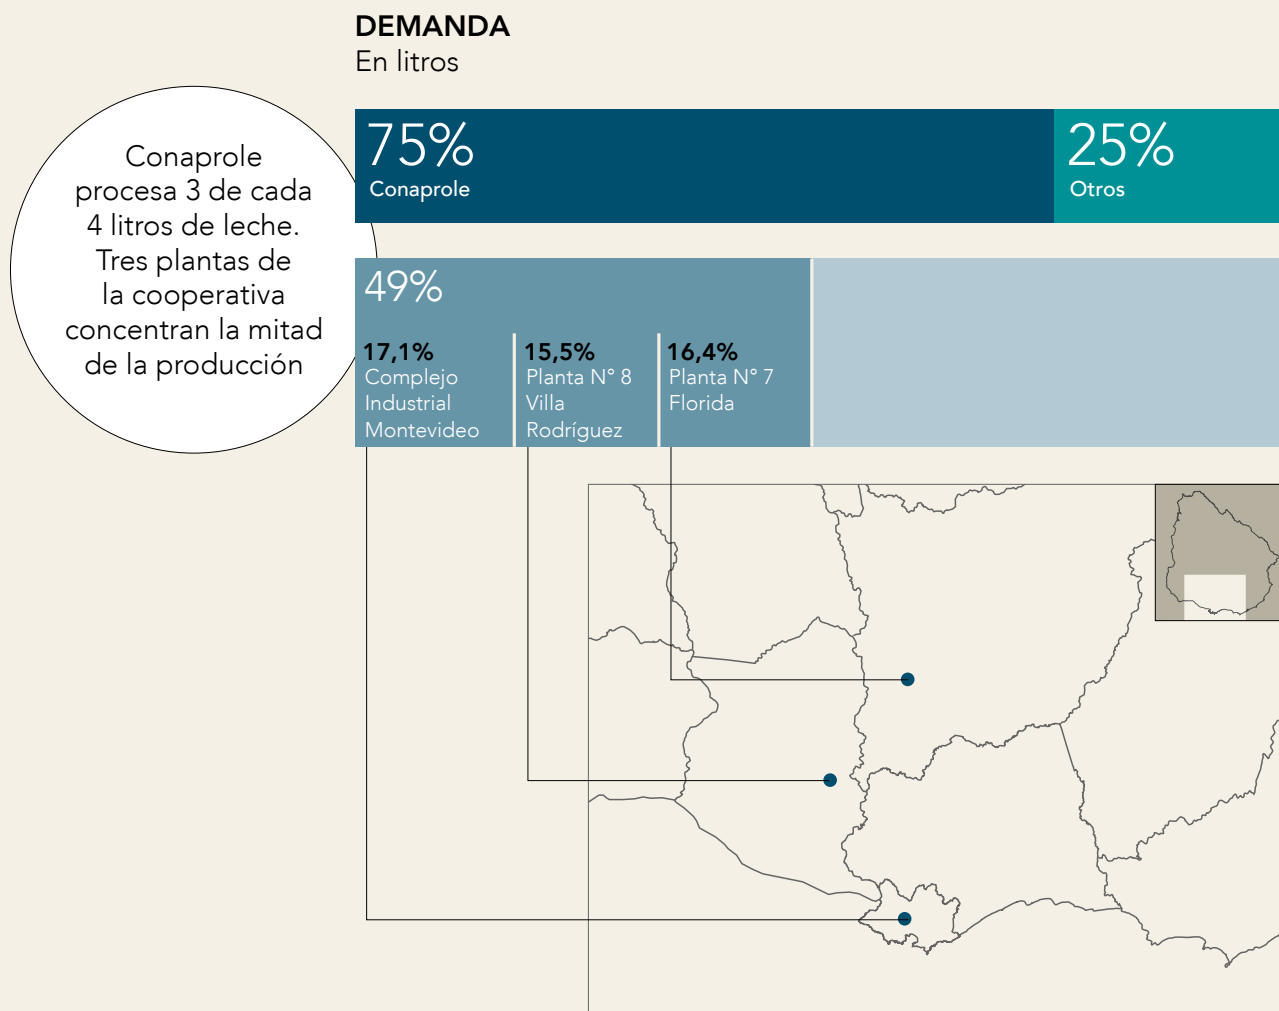 DEMANDA
En litros
Conaprole
procesa 3 de cada
4 litros de leche.
Tres plantas de
la cooperativa
concentran la mitad
de la producción
75%
Conaprole
25%
Otros
49%
17,1%
Complejo
Industrial
Montevideo
15,5%
Planta N° 8
Villa
Rodríguez
16,4%
Planta N° 7
Florida